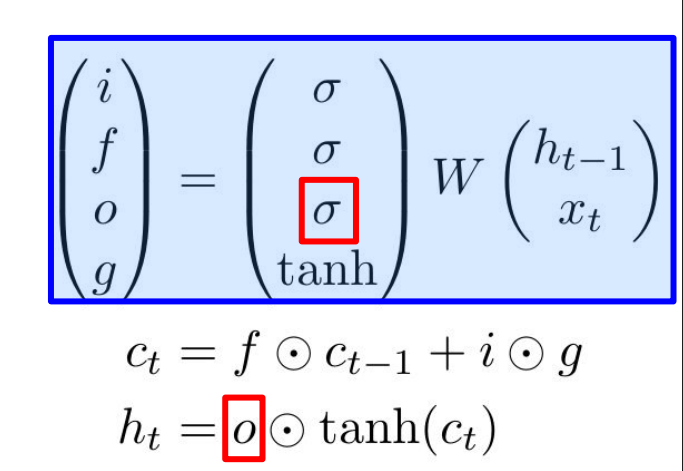 i σ
f σ h_{t−1}
= W
o σ x_t
g tanh
c_t = f ⊙ c_{t−1} + i ⊙ g
h_t = o ⊙ tanh(c_t)